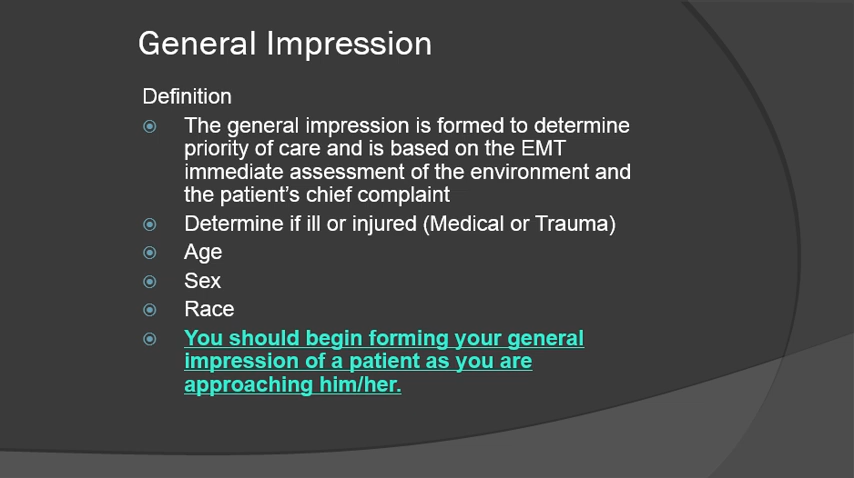 General Impression
Definition
The general impression is formed to determine
priority of care and is based on the EMT
immediate assessment of the environment and
the patient’s chief complaint
Determine if ill or injured (Medical or Trauma)
Age
Sex
Race
You should begin forming your general
impression of a patient as you are
approaching him/her.